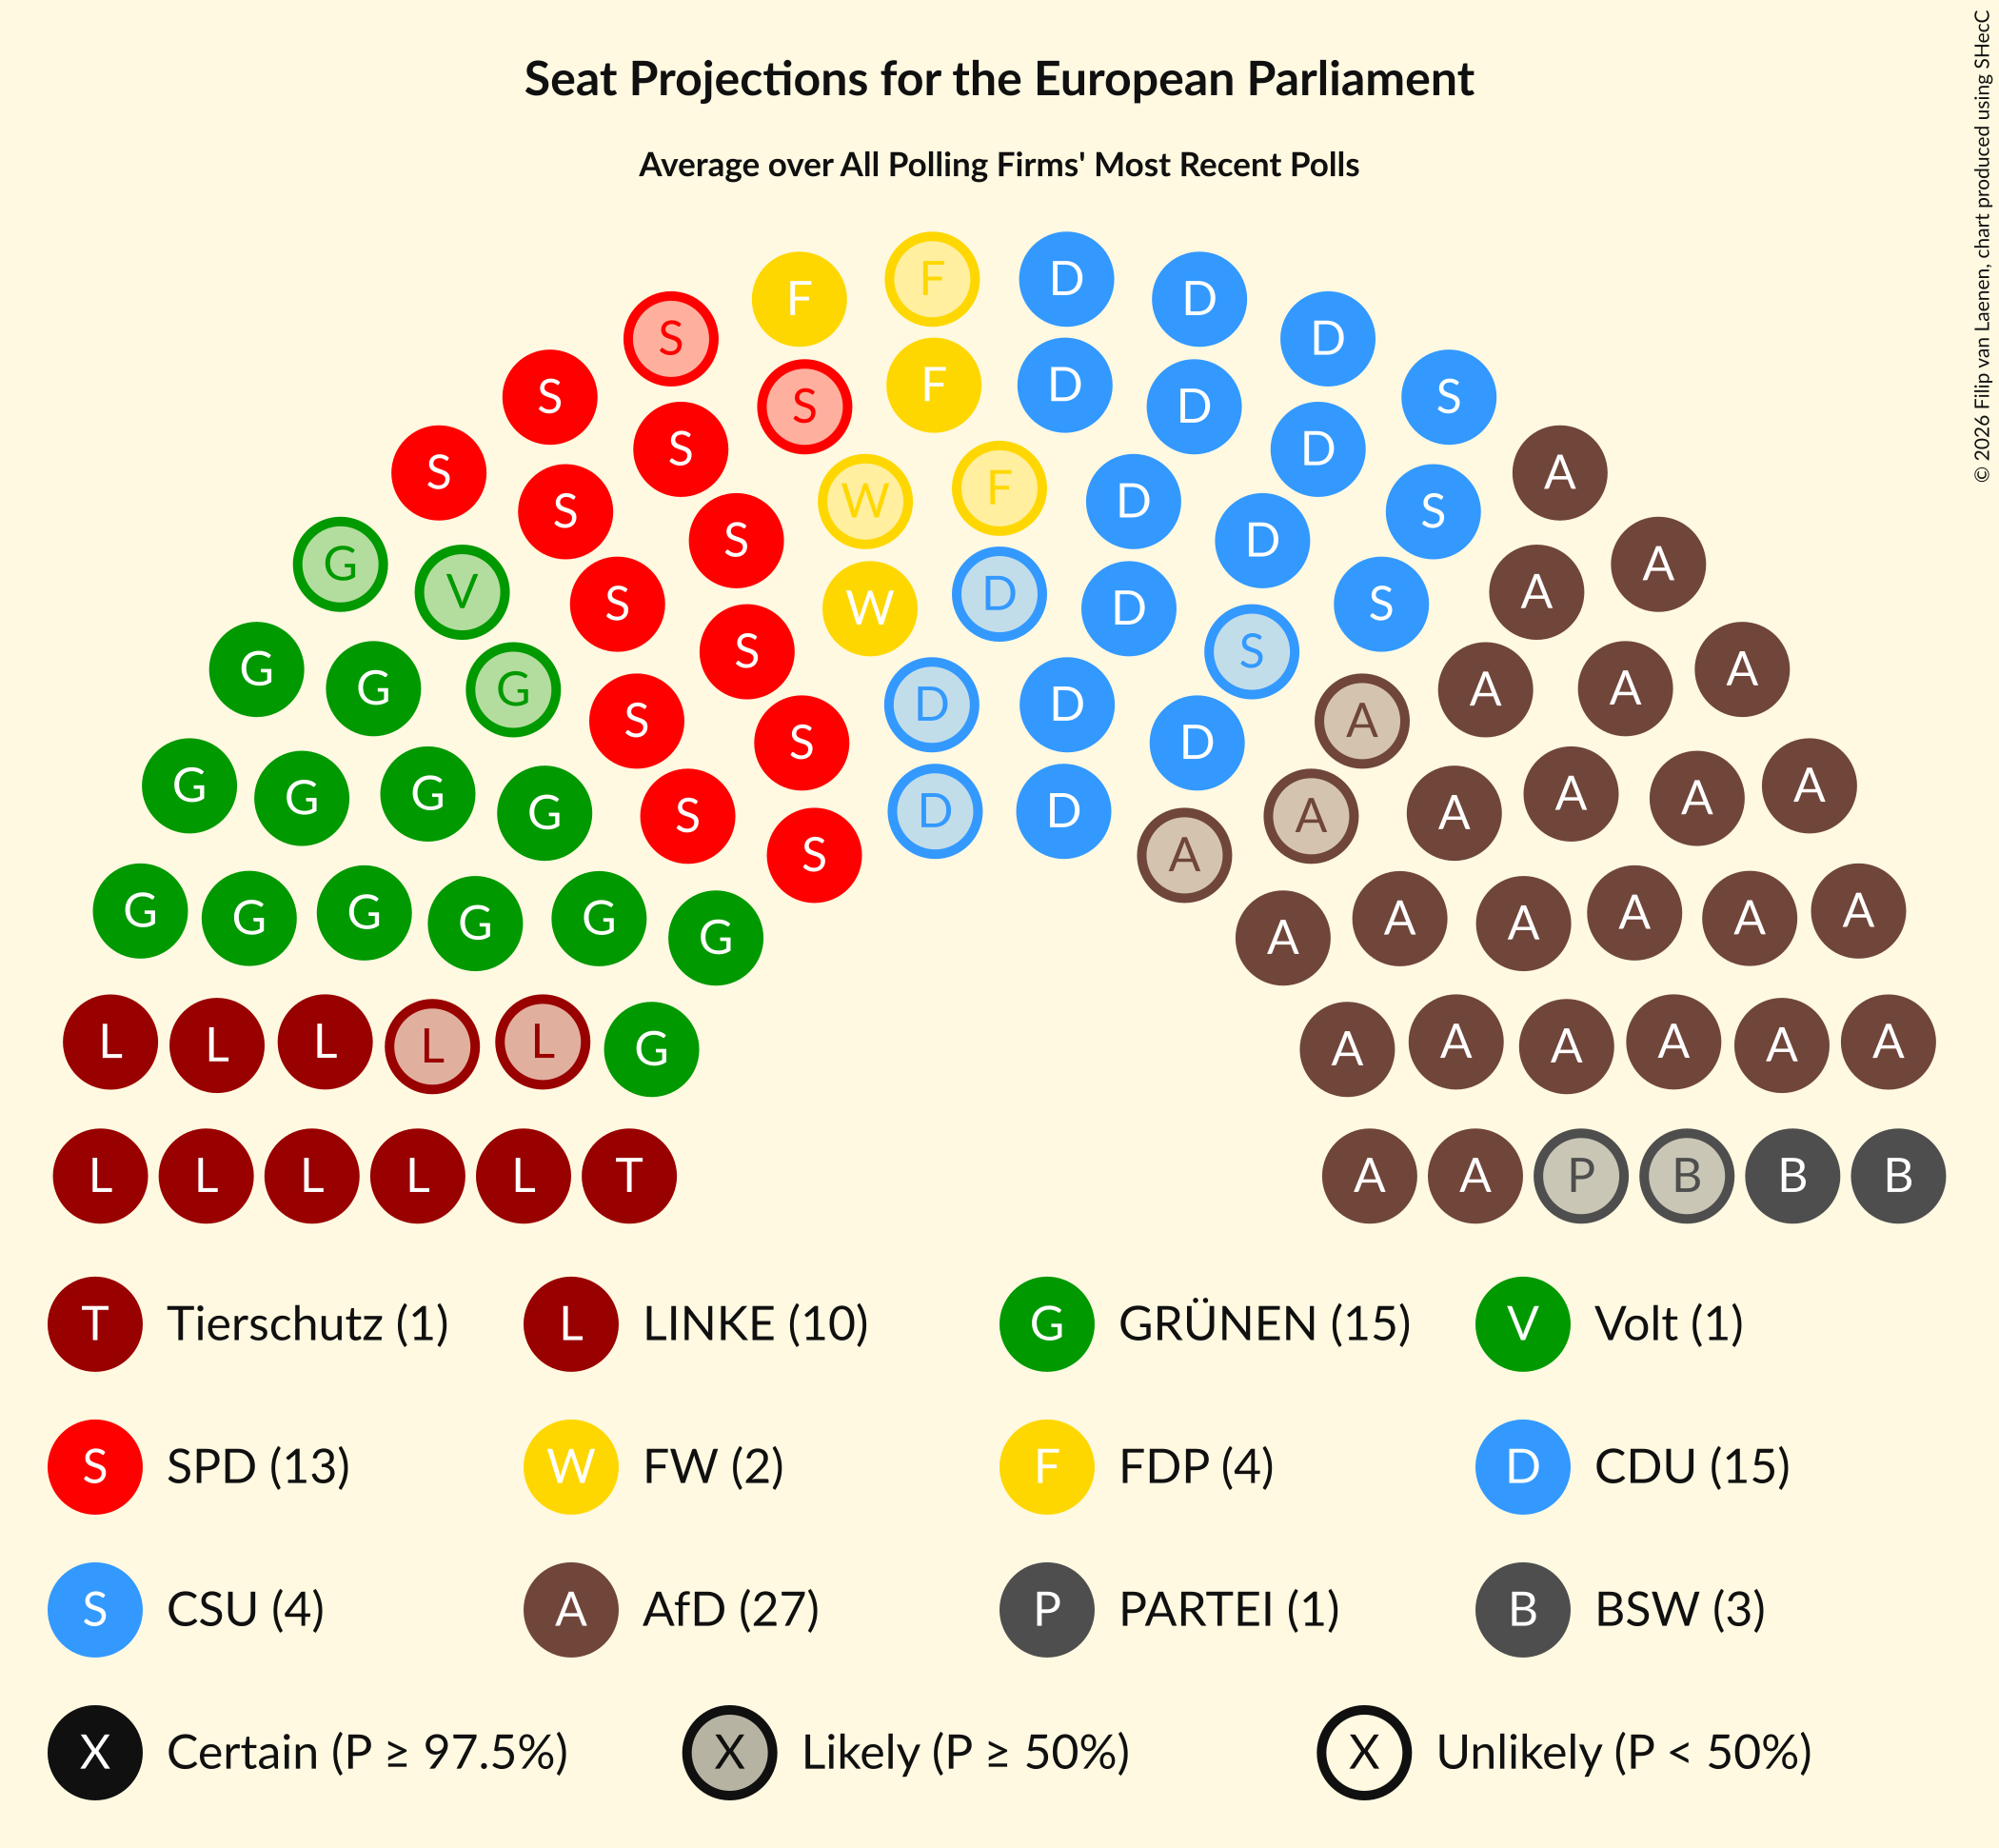 Seat Projections for the European Parliament
Average over All Polling Firms' Most Recent Polls
© 2026 Filip van Laenen, chart produced using SHecC
F D
F D D
S D
S F D S
S D
S S D A
S W F D S
S D
G V S W D D S A A
S S
G G G S D D S A A A A
S D
G G G G S D D A A A A A
S A
G G G G G G A A A A A A
L L L L L G A A A A A A
L L L L L T A A P B B B
T Tierschutz (1) L LINKE (10) G GRÜNEN (15) V Volt (1)
S SPD (13) W FW (2) F FDP (4) D CDU (15)
S CSU (4) A AfD (27) P PARTEI (1) B BSW (3)
X Certain (P ≥ 97.5%) X Likely (P ≥ 50%) X Unlikely (P < 50%)